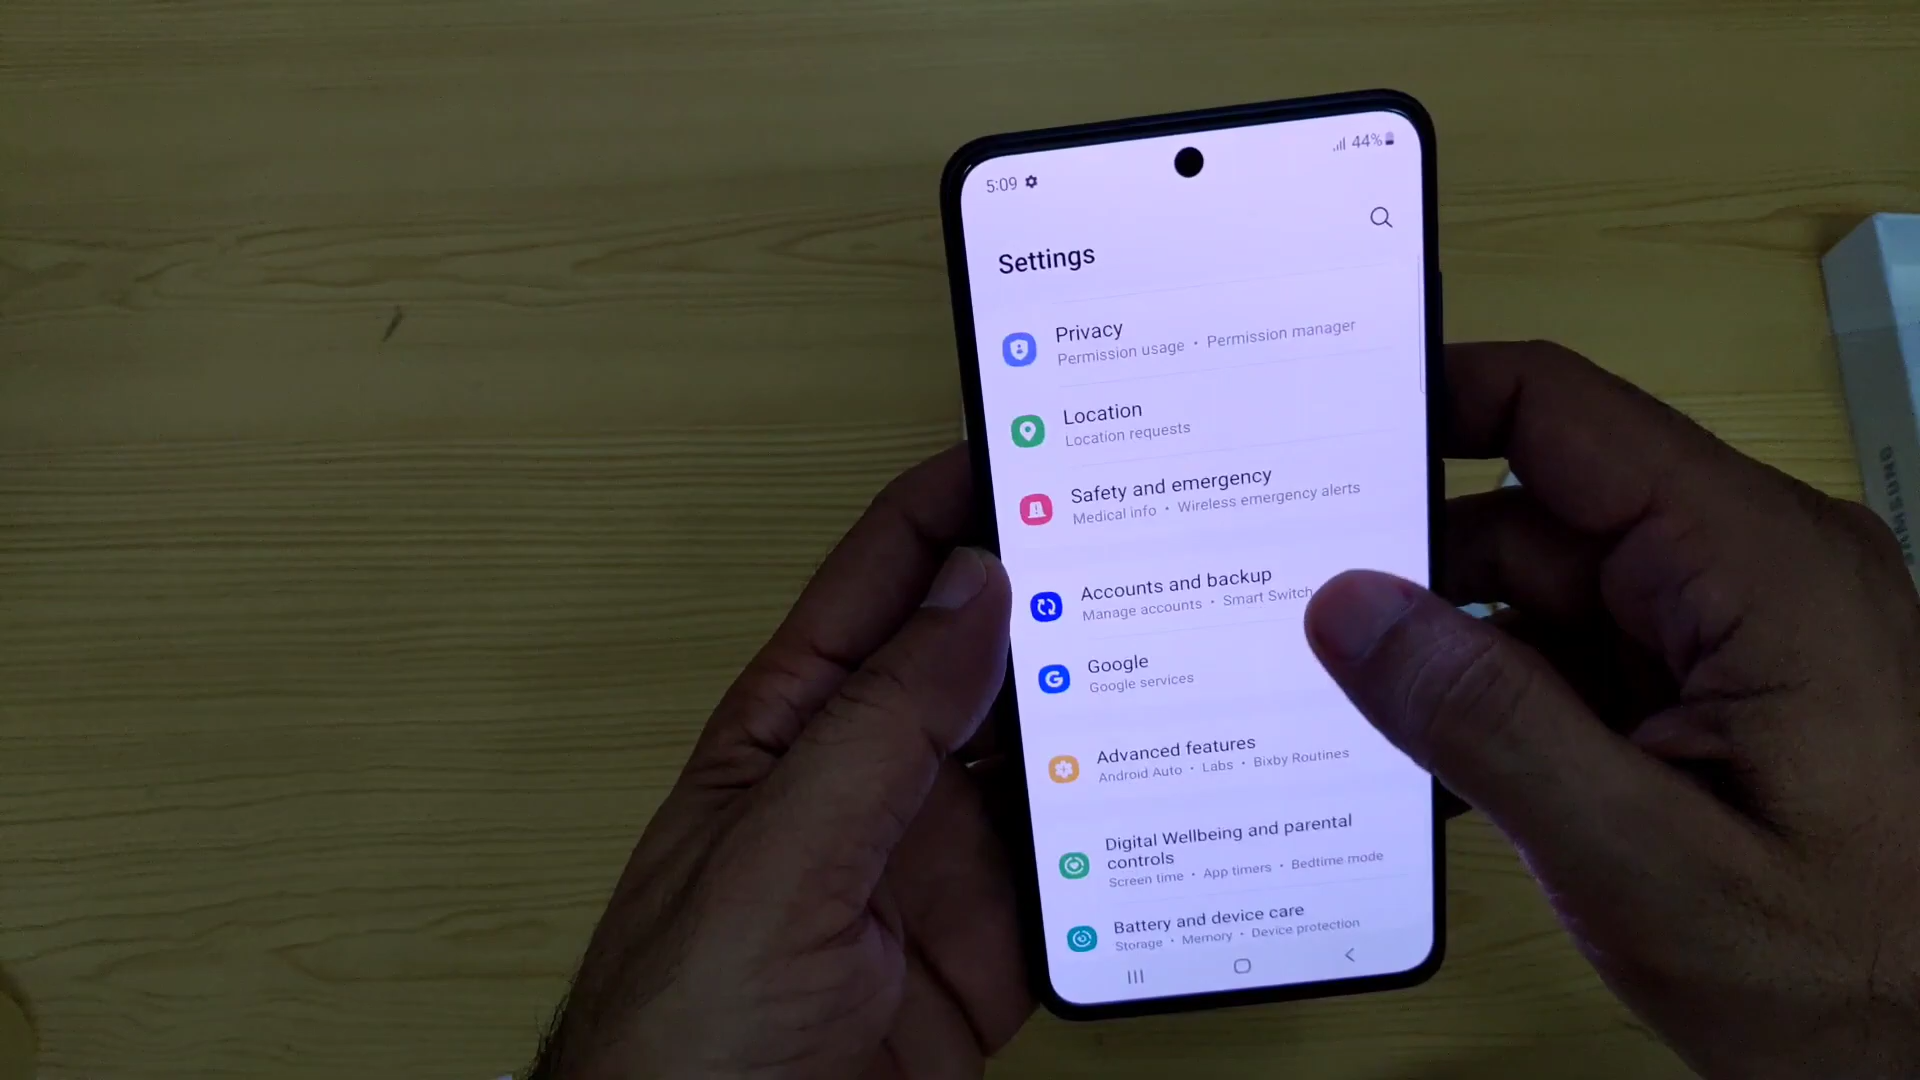 5:09
44%
Settings
Privacy
Permission usage • Permission manager
Location
Location requests
Safety and emergency
Medical info • Wireless emergency alerts
Accounts and backup
Manage accounts • Smart Switch
Google
Google services
Advanced features
Android Auto • Labs • Bixby Routines
Digital Wellbeing and parental
controls
Screen time • App timers • Bedtime mode
Battery and device care
Storage • Memory • Device protection
SAMSUNG